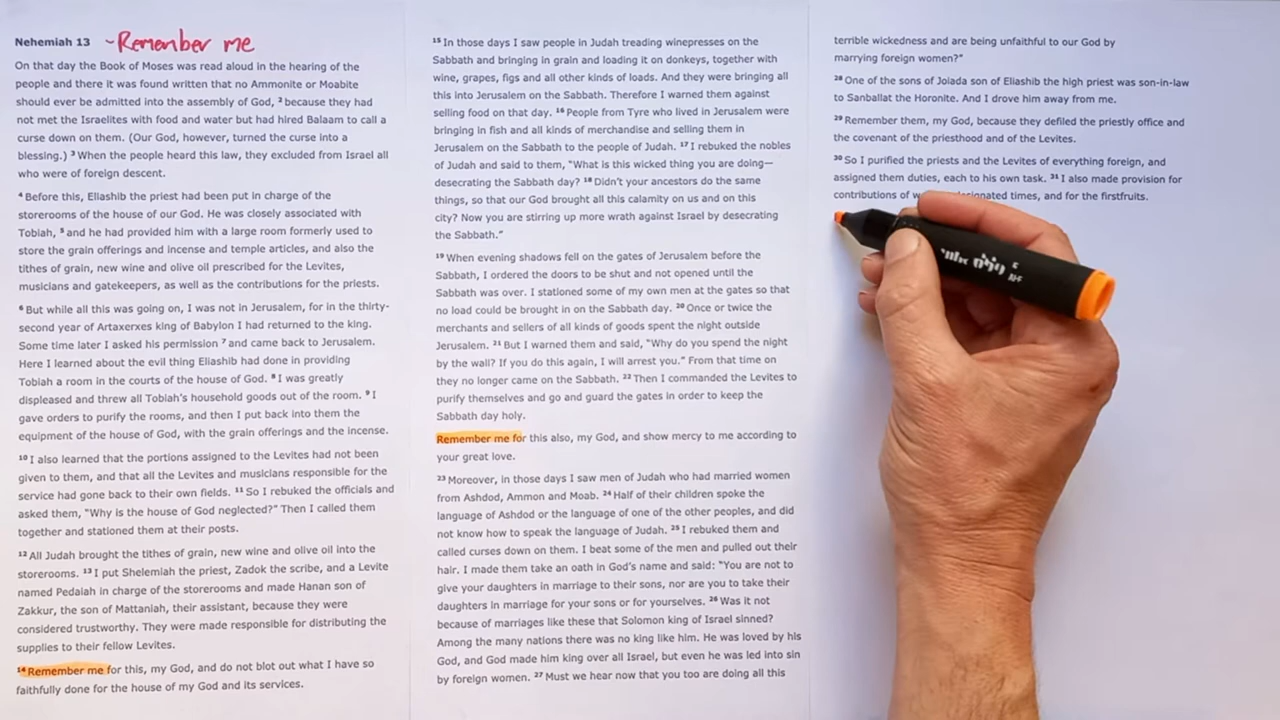 Nehemiah 13 ~Remember me
On that day the Book of Moses was read aloud in the hearing of the
people and there it was found written that no Ammonite or Moabite
should ever be admitted into the assembly of God, ² because they had
not met the Israelites with food and water but had hired Balaam to call a
curse down on them. (Our God, however, turned the curse into a
blessing.) ³ When the people heard this law, they excluded from Israel all
who were of foreign descent.
⁴ Before this, Eliashib the priest had been put in charge of the
storerooms of the house of our God. He was closely associated with
Tobiah, ⁵ and he had provided him with a large room formerly used to
store the grain offerings and incense and temple articles, and also the
tithes of grain, new wine and olive oil prescribed for the Levites,
musicians and gatekeepers, as well as the contributions for the priests.
⁶ But while all this was going on, I was not in Jerusalem, for in the thirty-
second year of Artaxerxes king of Babylon I had returned to the king.
Some time later I asked his permission ⁷ and came back to Jerusalem.
Here I learned about the evil thing Eliashib had done in providing
Tobiah a room in the courts of the house of God. ⁸ I was greatly
displeased and threw all Tobiah's household goods out of the room. ⁹ I
gave orders to purify the rooms, and then I put back into them the
equipment of the house of God, with the grain offerings and the incense.
¹⁰ I also learned that the portions assigned to the Levites had not been
given to them, and that all the Levites and musicians responsible for the
service had gone back to their own fields. ¹¹ So I rebuked the officials and
asked them, "Why is the house of God neglected?" Then I called them
together and stationed them at their posts.
¹² All Judah brought the tithes of grain, new wine and olive oil into the
storerooms. ¹³ I put Shelemiah the priest, Zadok the scribe, and a Levite
named Pedaiah in charge of the storerooms and made Hanan son of
Zakkur, the son of Mattaniah, their assistant, because they were
considered trustworthy. They were made responsible for distributing the
supplies to their fellow Levites.
¹⁴ Remember me for this, my God, and do not blot out what I have so
faithfully done for the house of my God and its services.
¹⁵ In those days I saw people in Judah treading winepresses on the
Sabbath and bringing in grain and loading it on donkeys, together with
wine, grapes, figs and all other kinds of loads. And they were bringing all
this into Jerusalem on the Sabbath. Therefore I warned them against
selling food on that day. ¹⁶ People from Tyre who lived in Jerusalem were
bringing in fish and all kinds of merchandise and selling them in
Jerusalem on the Sabbath to the people of Judah. ¹⁷ I rebuked the nobles
of Judah and said to them, "What is this wicked thing you are doing—
desecrating the Sabbath day? ¹⁸ Didn't your ancestors do the same
things, so that our God brought all this calamity on us and on this
city? Now you are stirring up more wrath against Israel by desecrating
the Sabbath."
¹⁹ When evening shadows fell on the gates of Jerusalem before the
Sabbath, I ordered the doors to be shut and not opened until the
Sabbath was over. I stationed some of my own men at the gates so that
no load could be brought in on the Sabbath day. ²⁰ Once or twice the
merchants and sellers of all kinds of goods spent the night outside
Jerusalem. ²¹ But I warned them and said, "Why do you spend the night
by the wall? If you do this again, I will arrest you." From that time on
they no longer came on the Sabbath. ²² Then I commanded the Levites to
purify themselves and go and guard the gates in order to keep the
Sabbath day holy.
Remember me for this also, my God, and show mercy to me according to
your great love.
²³ Moreover, in those days I saw men of Judah who had married women
from Ashdod, Ammon and Moab. ²⁴ Half of their children spoke the
language of Ashdod or the language of one of the other peoples, and did
not know how to speak the language of Judah. ²⁵ I rebuked them and
called curses down on them. I beat some of the men and pulled out their
hair. I made them take an oath in God's name and said: "You are not to
give your daughters in marriage to their sons, nor are you to take their
daughters in marriage for your sons or for yourselves. ²⁶ Was it not
because of marriages like these that Solomon king of Israel sinned?
Among the many nations there was no king like him. He was loved by his
God, and God made him king over all Israel, but even he was led into sin
by foreign women. ²⁷ Must we hear now that you too are doing all this
terrible wickedness and are being unfaithful to our God by
marrying foreign women?"
²⁸ One of the sons of Joiada son of Eliashib the high priest was son-in-law
to Sanballat the Horonite. And I drove him away from me.
²⁹ Remember them, my God, because they defiled the priestly office and
the covenant of the priesthood and of the Levites.
³⁰ So I purified the priests and the Levites of everything foreign, and
assigned them duties, each to his own task. ³¹ I also made provision for
contributions of times, and for the firstfruits.